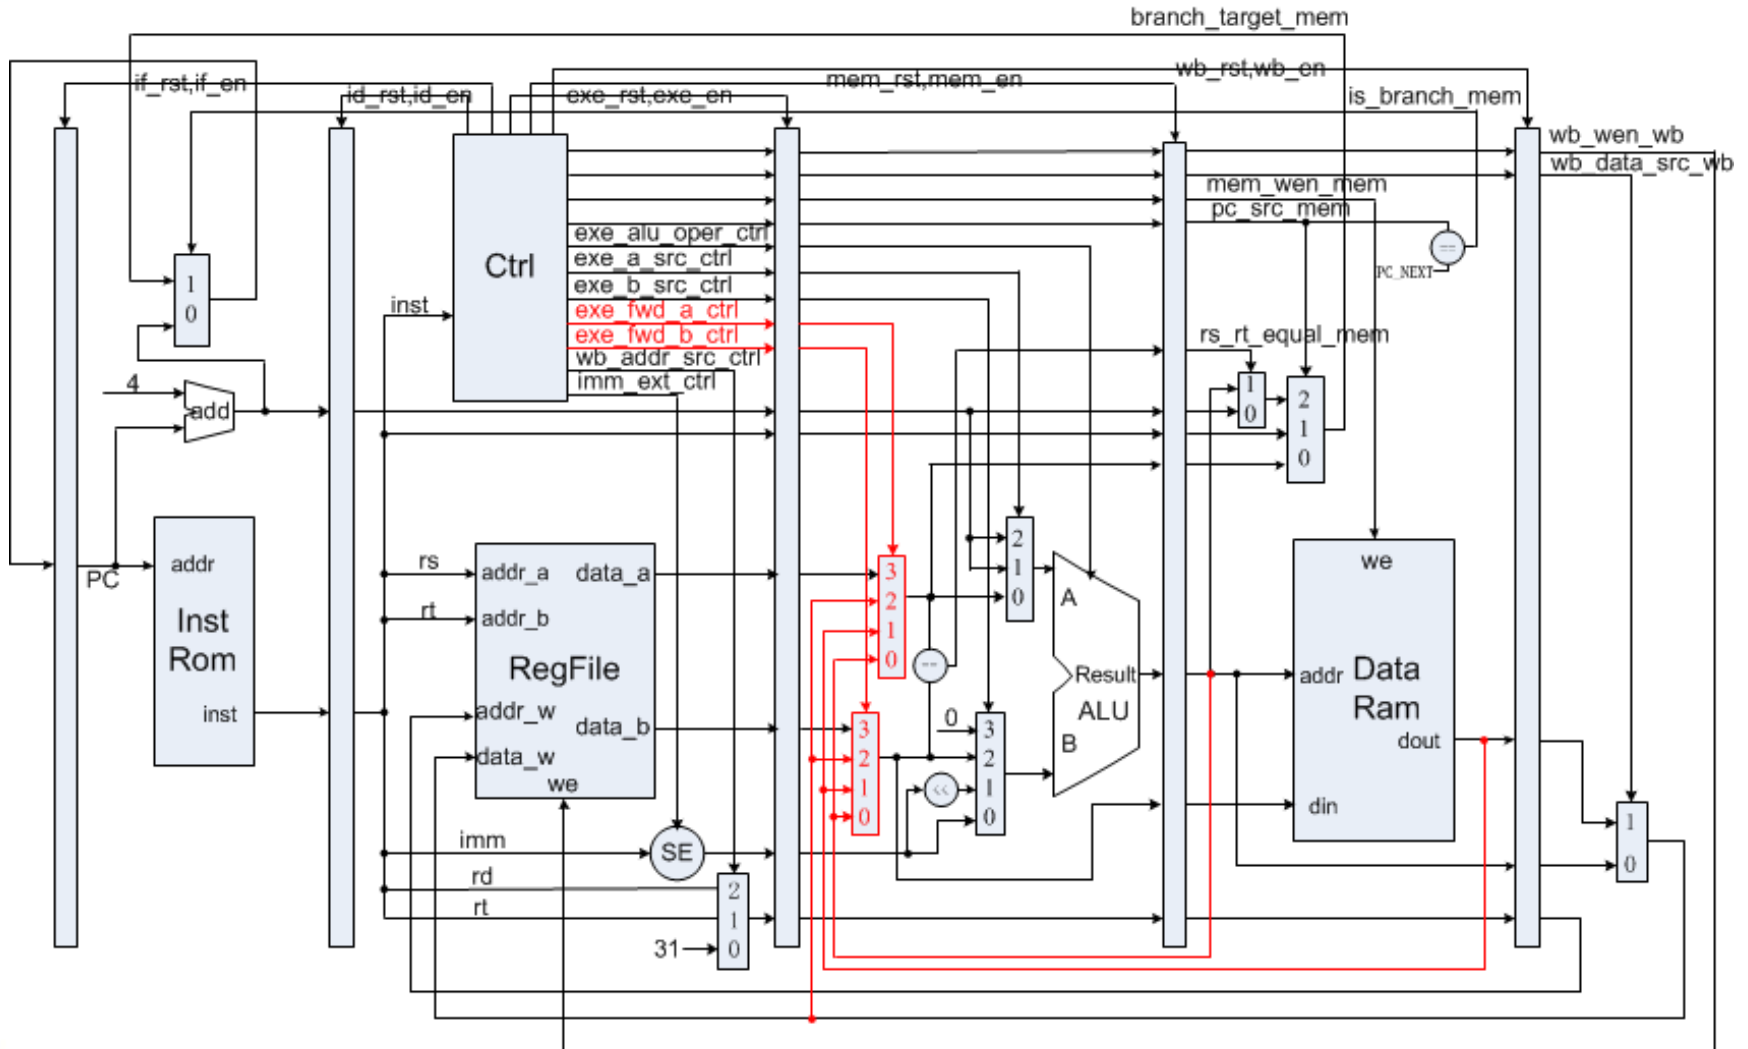 branch_target_mem
if_rst,if_en
id_rst,id_en
exe_rst,exe_en
mem_rst,mem_en
wb_rst,wb_en
is_branch_mem
wb_wen_wb
wb_data_src_wb
mem_wen_mem
pc_src_mem
==
PC_NEXT
Ctrl
inst
exe_alu_oper_ctrl
exe_a_src_ctrl
exe_b_src_ctrl
exe_fwd_a_ctrl
exe_fwd_b_ctrl
wb_addr_src_ctrl
imm_ext_ctrl
rs_rt_equal_mem
1
0
4
add
1
0
2
1
0
PC
addr
Inst
Rom
inst
rs
rt
addr_a
data_a
addr_b
RegFile
addr_w
data_b
data_w
we
3
2
1
0
3
2
1
0
--
2
1
0
0
3
2
1
0
<<
A
Result
ALU
B
we
addr
Data
Ram
dout
din
1
0
imm
SE
rd
rt
31
2
1
0